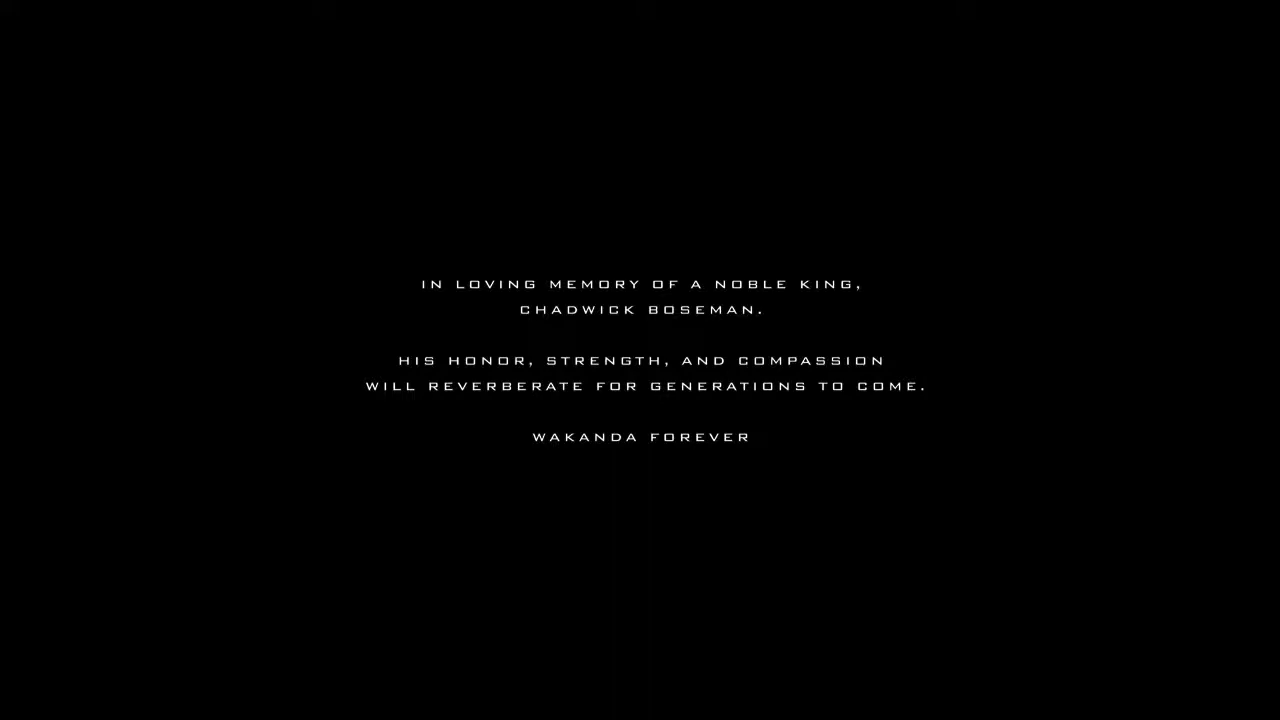 IN LOVING MEMORY OF A NOBLE KING,
CHADWICK BOSEMAN.
HIS HONOR, STRENGTH, AND COMPASSION
WILL REVERBERATE FOR GENERATIONS TO COME.
WAKANDA FOREVER